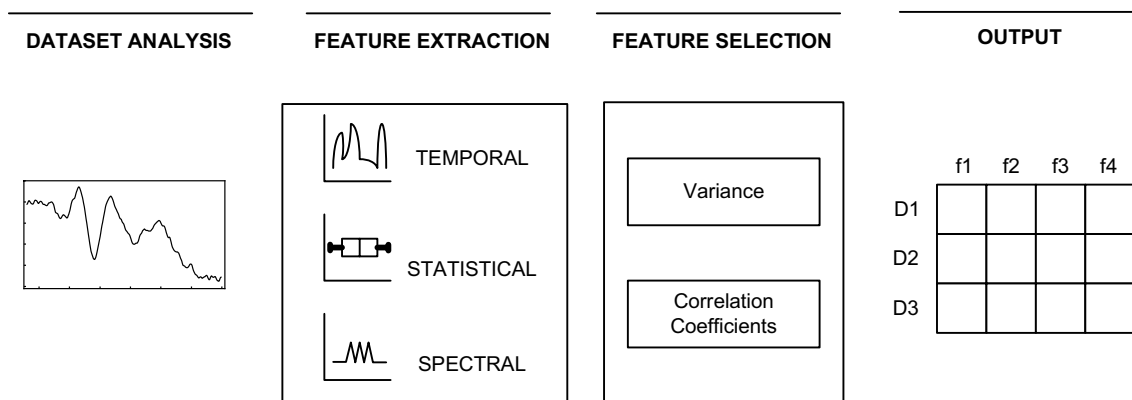 DATASET ANALYSIS
FEATURE EXTRACTION
FEATURE SELECTION
OUTPUT
TEMPORAL
STATISTICAL
SPECTRAL
Variance
Correlation
Coefficients
f1 f2 f3 f4
D1
D2
D3